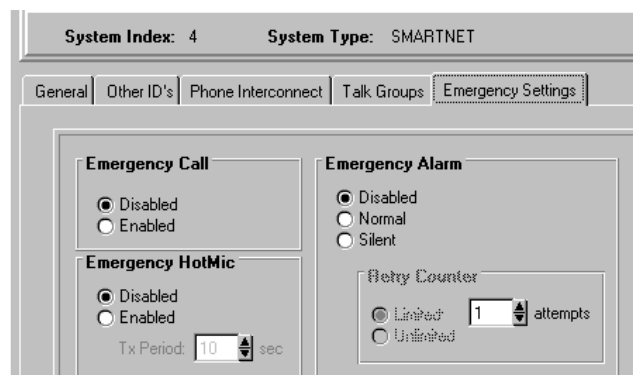 System Index: 4 System Type: SMARTNET
General Other ID's Phone Interconnect Talk Groups Emergency Settings
Emergency Call
Disabled
Enabled
Emergency HotMic
Disabled
Enabled
Tx Period: 10 sec
Emergency Alarm
Disabled
Normal
Silent
Retry Counter
Limited 1 attempts
Unlimited